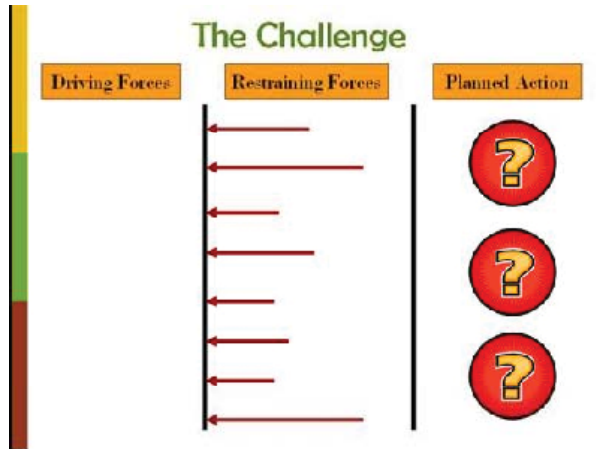 The Challenge
Driving Forces
Restraining Forces
Planned Action
?
?
?